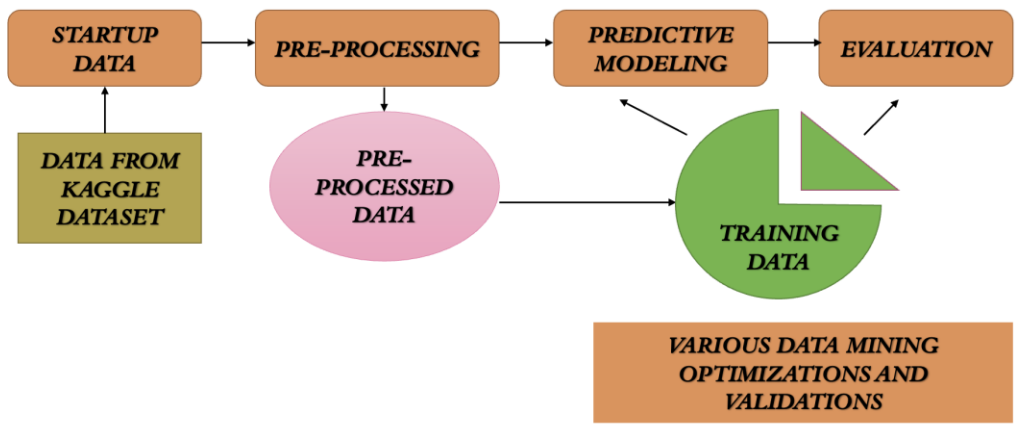 STARTUP
DATA
PRE-PROCESSING
PREDICTIVE
MODELING
EVALUATION
DATA FROM
KAGGLE
DATASET
PRE-
PROCESSED
DATA
TRAINING
DATA
VARIOUS DATA MINING
OPTIMIZATIONS AND
VALIDATIONS